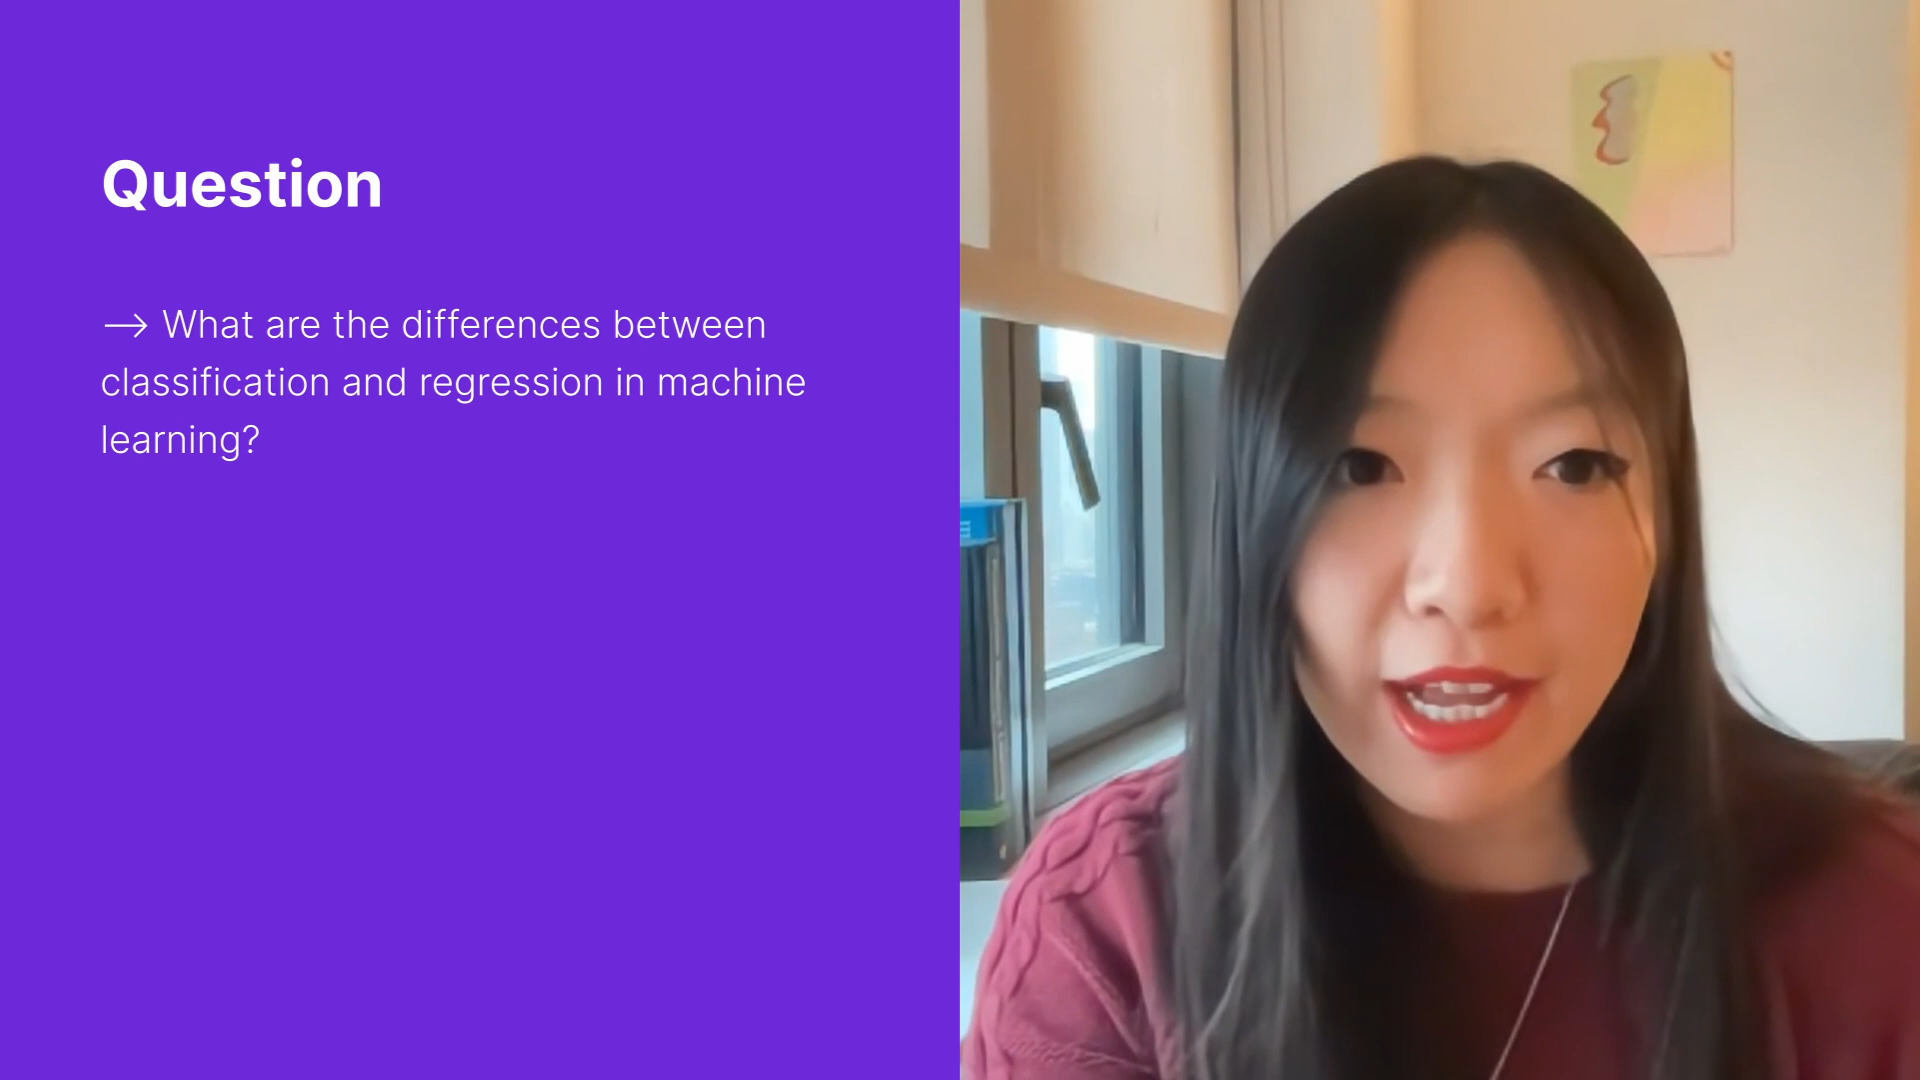 Question
→ What are the differences between
classification and regression in machine
learning?